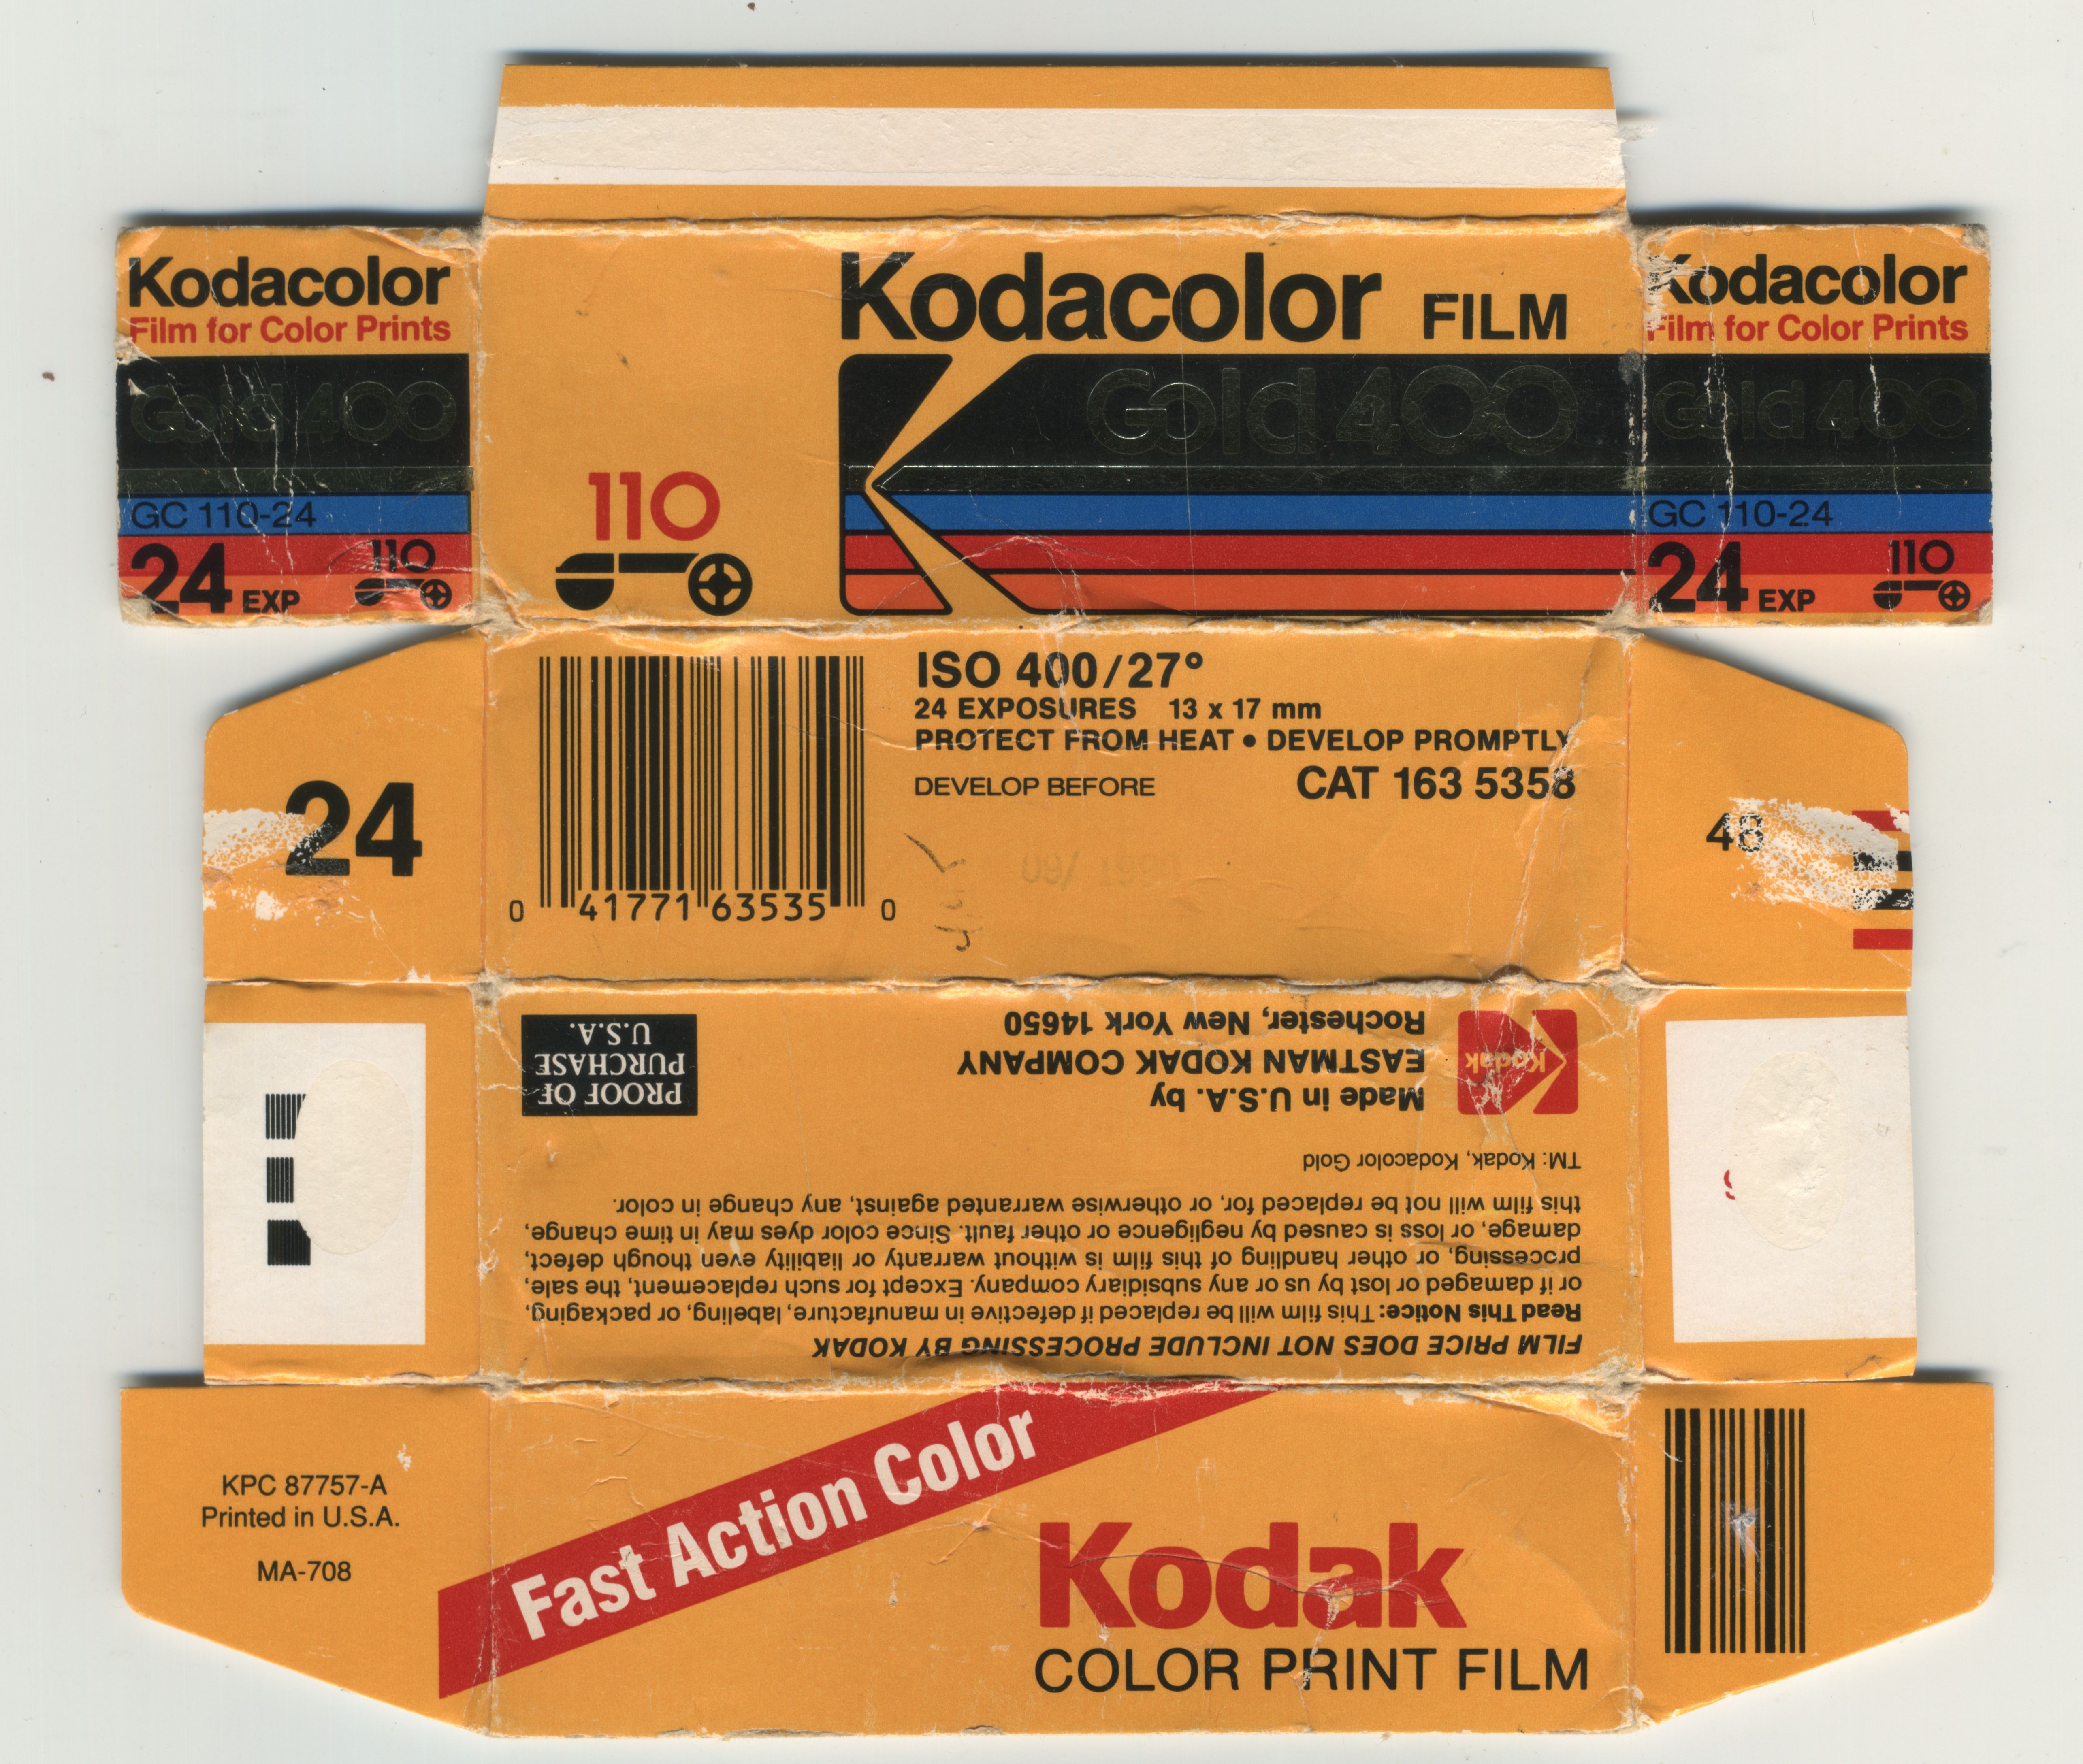 Kodacolor
Film for Color Prints
Gold 400
GC 110-24
24 EXP 110
Kodacolor FILM
Gold 400
110
Kodacolor
Film for Color Prints
Gold 400
GC 110-24
24 EXP 110
24
0 41771 63535 0
ISO 400/27°
24 EXPOSURES 13 x 17 mm
PROTECT FROM HEAT • DEVELOP PROMPTLY
DEVELOP BEFORE CAT 163 5358
48
Kodak
Made in U.S.A. by
EASTMAN KODAK COMPANY
Rochester, New York 14650
PROOF OF
PURCHASE
U.S.A.
FILM PRICE DOES NOT INCLUDE PROCESSING BY KODAK
Read This Notice: This film will be replaced if defective in manufacture, labeling, or packaging,
or if damaged or lost by us or any subsidiary company. Except for such replacement, the sale,
processing, or other handling of this film is without warranty or liability even though defect,
damage, or loss is caused by negligence or other fault. Since color dyes may in time change,
this film will not be replaced for, or otherwise warranted against, any change in color.
TM: Kodak, Kodacolor Gold
KPC 87757-A
Printed in U.S.A.
MA-708
Fast Action Color
Kodak
COLOR PRINT FILM